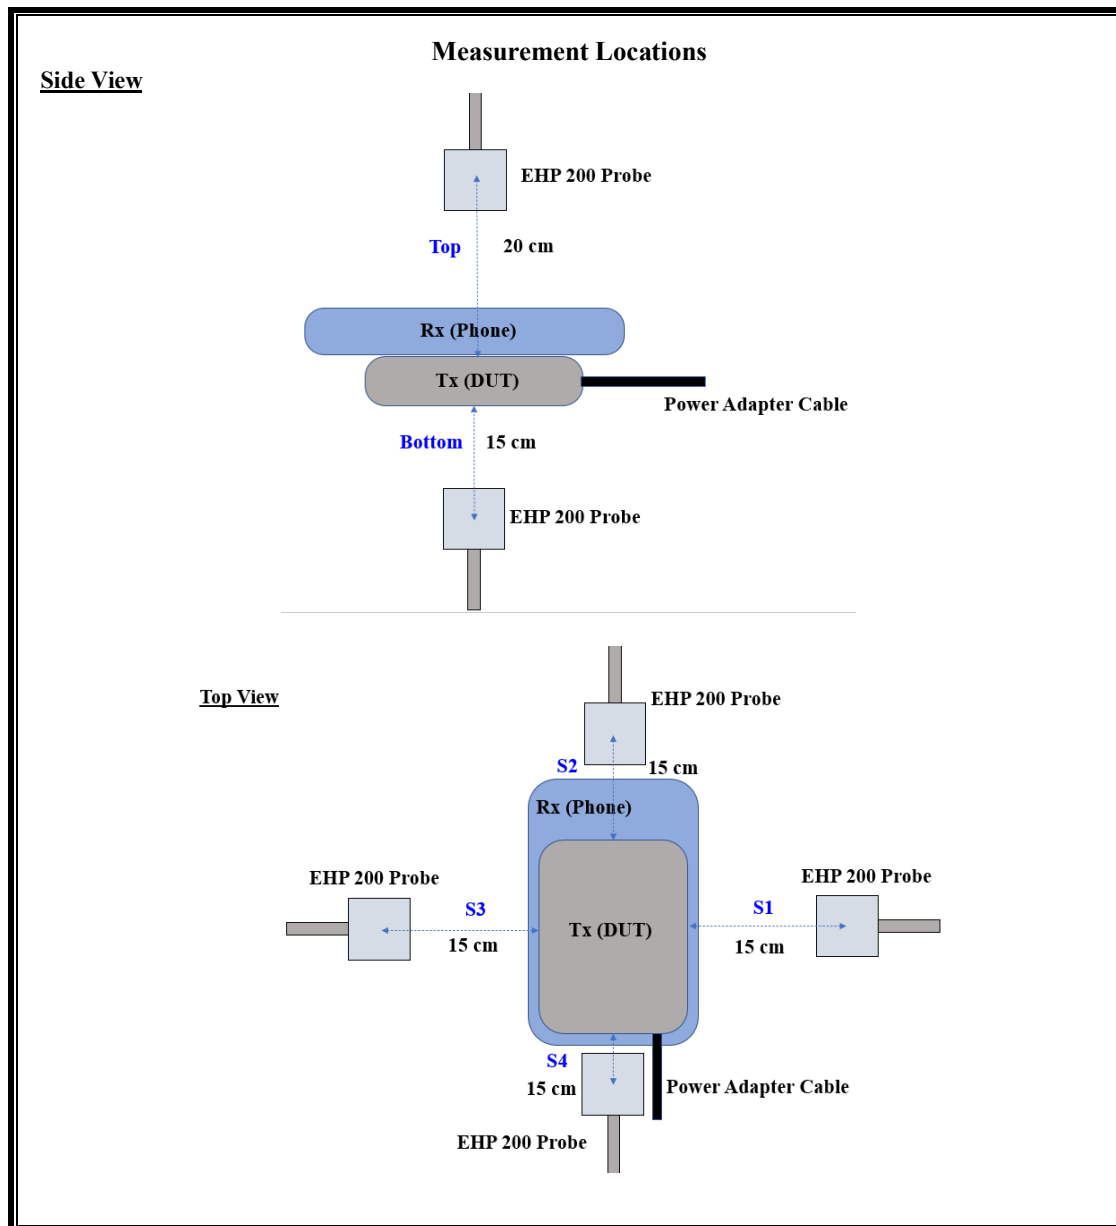 Measurement Locations
Side View
EHP 200 Probe
Top
20 cm
Rx (Phone)
Tx (DUT)
Power Adapter Cable
Bottom
15 cm
EHP 200 Probe
Top View
EHP 200 Probe
S2
15 cm
Rx (Phone)
EHP 200 Probe
EHP 200 Probe
S3
S1
Tx (DUT)
15 cm
15 cm
S4
15 cm
Power Adapter Cable
EHP 200 Probe